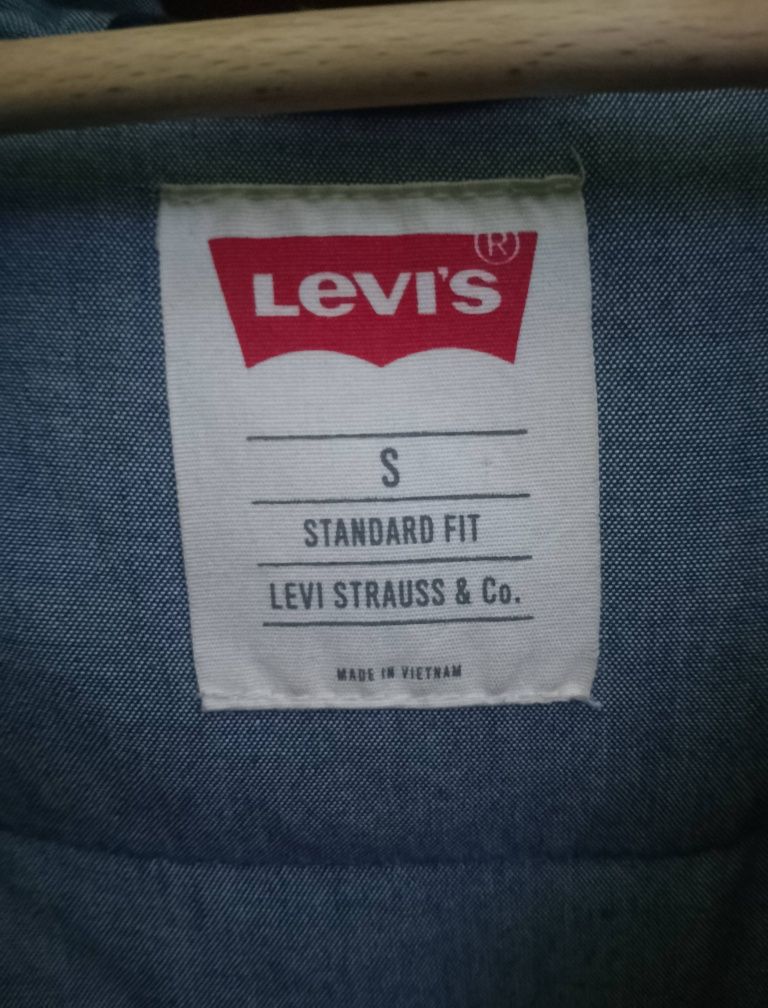 LEVI'S®
S
STANDARD FIT
LEVI STRAUSS & Co.
MADE IN VIETNAM